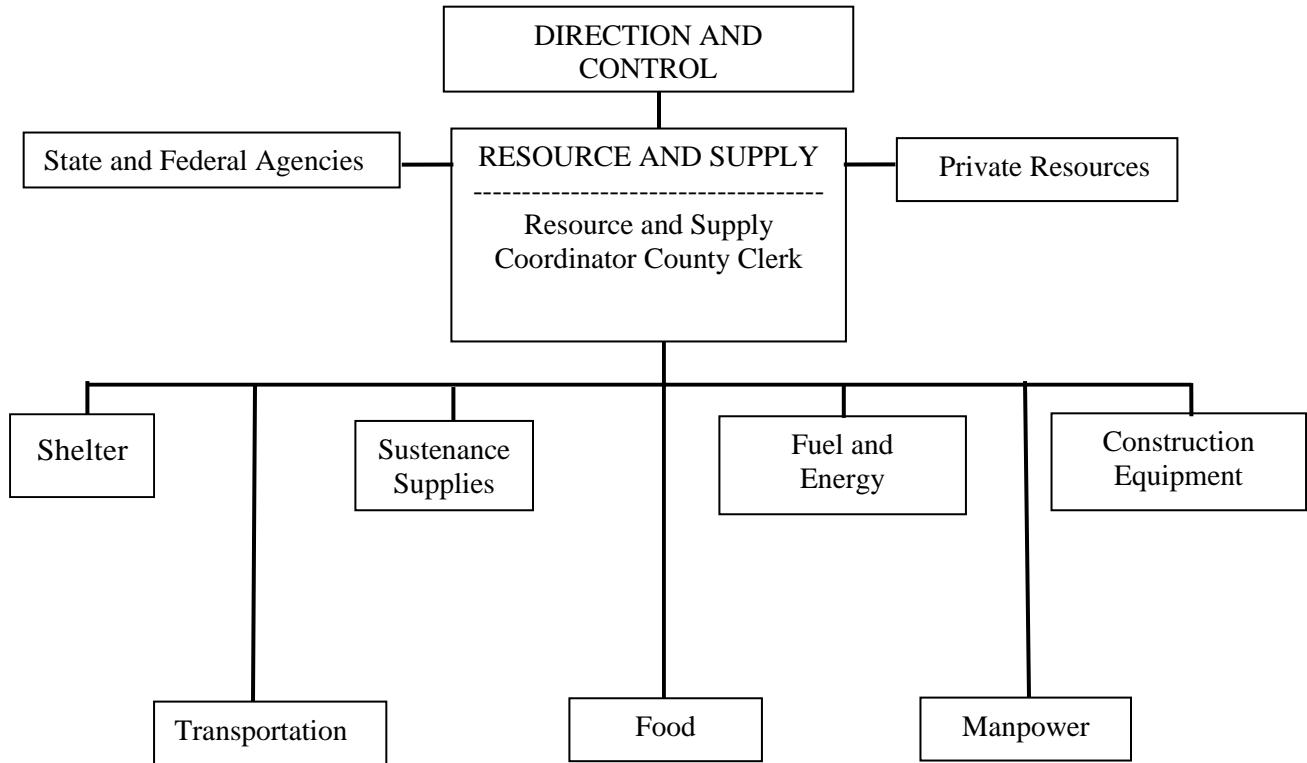 DIRECTION AND
CONTROL
State and Federal Agencies
RESOURCE AND SUPPLY
-----------------------------------
Resource and Supply
Coordinator County Clerk
Private Resources
Shelter
Sustenance
Supplies
Fuel and
Energy
Construction
Equipment
Transportation
Food
Manpower